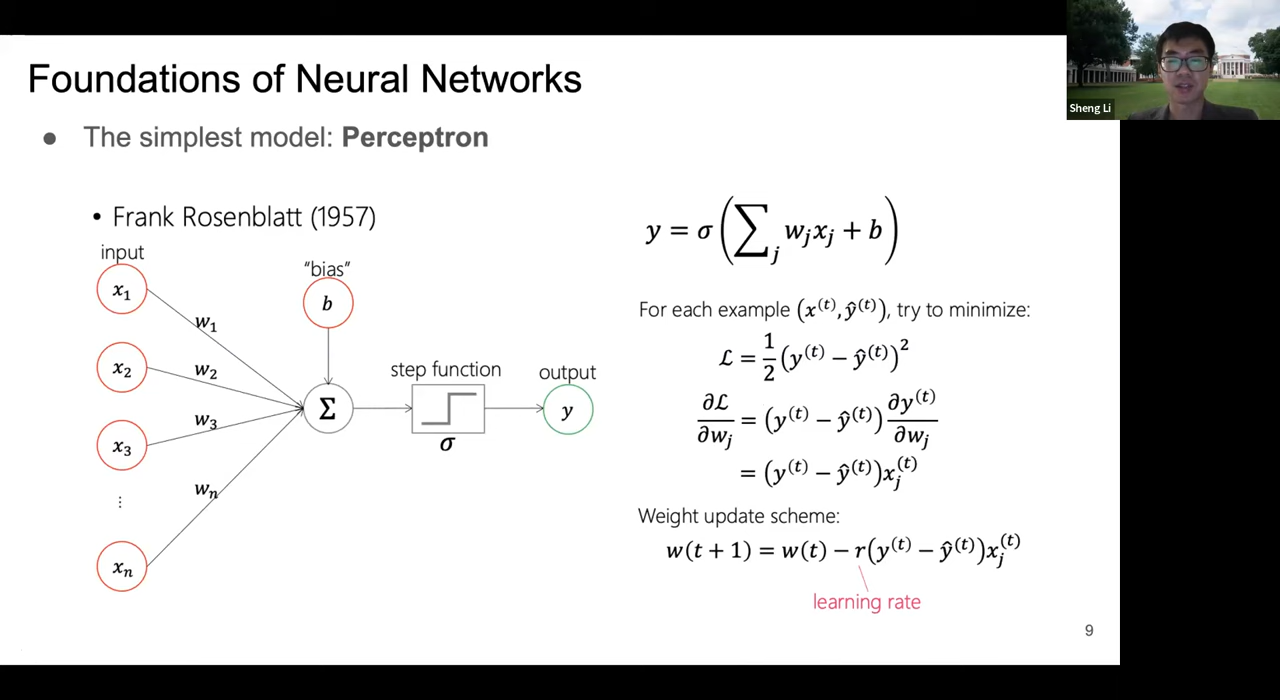 Foundations of Neural Networks
● The simplest model: Perceptron
• Frank Rosenblatt (1957)
input
x₁
x₂
x₃
⋮
xₙ
w₁
w₂
w₃
wₙ
"bias"
b
Σ
step function
σ
output
y
y = σ(∑ⱼ wⱼxⱼ + b)
For each example (x⁽ᵗ⁾, ŷ⁽ᵗ⁾), try to minimize:
ℒ = 1/2 (y⁽ᵗ⁾ − ŷ⁽ᵗ⁾)²
∂ℒ/∂wⱼ = (y⁽ᵗ⁾ − ŷ⁽ᵗ⁾) ∂y⁽ᵗ⁾/∂wⱼ
= (y⁽ᵗ⁾ − ŷ⁽ᵗ⁾)xⱼ⁽ᵗ⁾
Weight update scheme:
w(t + 1) = w(t) − r(y⁽ᵗ⁾ − ŷ⁽ᵗ⁾)xⱼ⁽ᵗ⁾
learning rate
9
Sheng Li